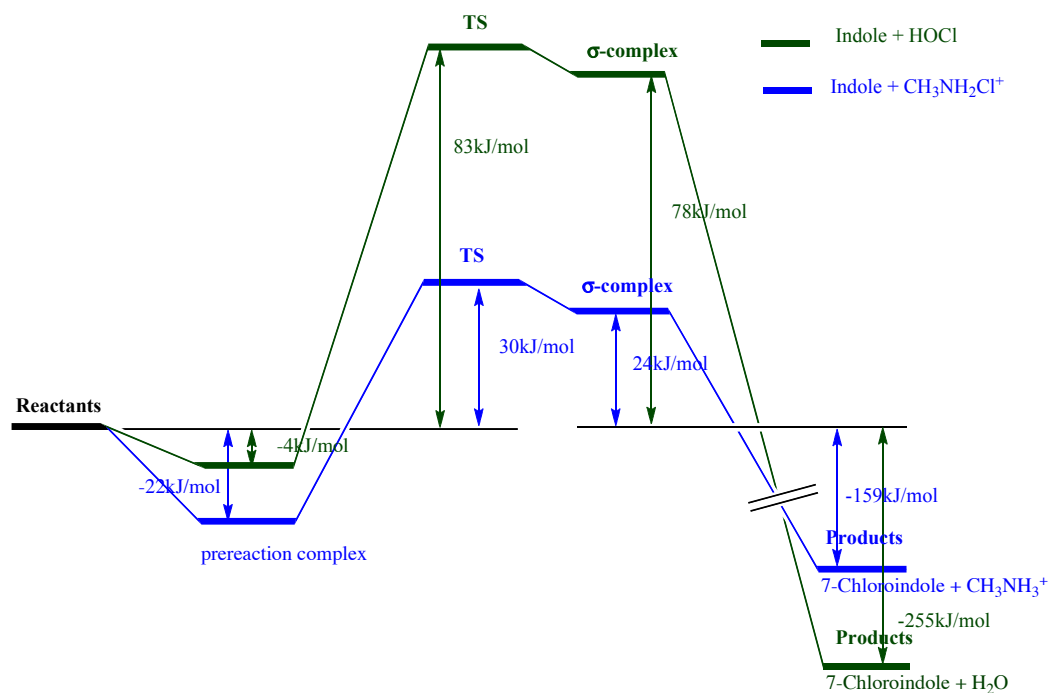 TS
Indole + HOCl
σ-complex
Indole + CH₃NH₂Cl⁺
83kJ/mol
78kJ/mol
TS
σ-complex
30kJ/mol
24kJ/mol
Reactants
-4kJ/mol
-22kJ/mol
-159kJ/mol
Products
prereaction complex
7-Chloroindole + CH₃NH₃⁺
-255kJ/mol
Products
7-Chloroindole + H₂O